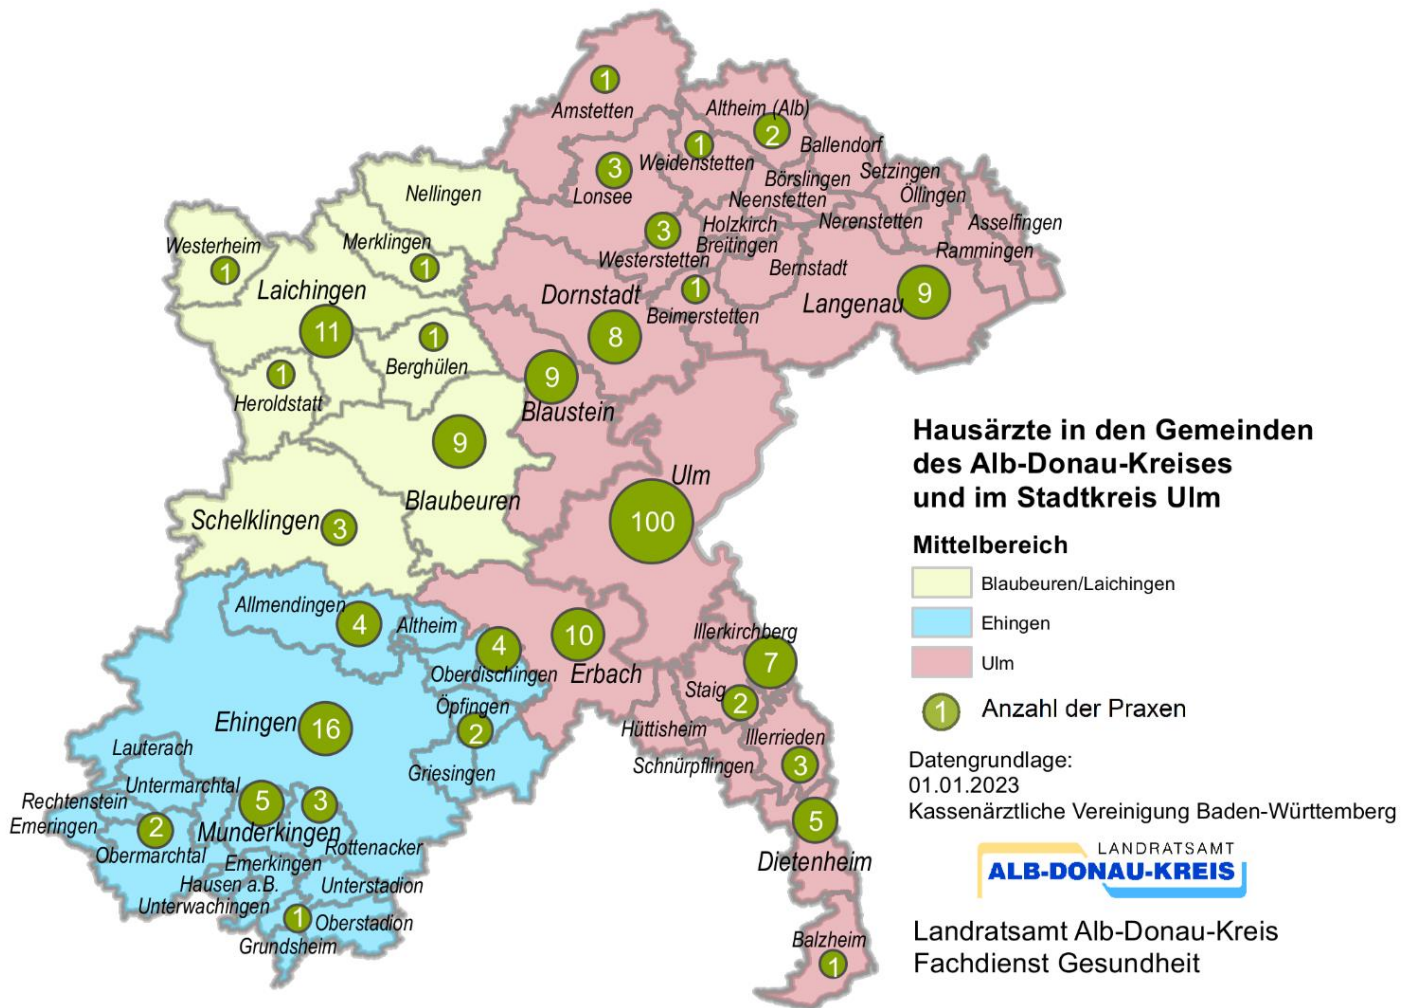 1
Amstetten
Altheim (Alb)
2
1
Weidenstetten
Ballendorf
3
Lonsee
Börslingen
Setzingen
Neenstetten
Öllingen
Nellingen
Holzkirch
Nerenstetten
Asselfingen
3
Westerstetten
Breitingen
Rammingen
Westerheim
1
Merklingen
1
Bernstadt
Laichingen
11
Dornstadt
8
1
Beimerstetten
Langenau
9
1
Berghülen
1
Heroldstatt
9
Blaustein
9
Blaubeuren
Ulm
100
Schelklingen
3
Allmendingen
4
Altheim
4
Oberdischingen
10
Erbach
Illerkirchberg
7
Staig
2
Öpfingen
2
Ehingen
16
Hüttisheim
Illerrieden
3
Lauterach
Griesingen
Schnürpflingen
Untermarchtal
5
3
Rechtenstein
Emeringen
2
Munderkingen
5
Obermarchtal
Rottenacker
Dietenheim
Emerkingen
Hausen a.B.
Unterstadion
Unterwachingen
1
Oberstadion
Grundsheim
Balzheim
1
Hausärzte in den Gemeinden
des Alb-Donau-Kreises
und im Stadtkreis Ulm
Mittelbereich
Blaubeuren/Laichingen
Ehingen
Ulm
1 Anzahl der Praxen
Datengrundlage:
01.01.2023
Kassenärztliche Vereinigung Baden-Württemberg
LANDRATSAMT
ALB-DONAU-KREIS
Landratsamt Alb-Donau-Kreis
Fachdienst Gesundheit